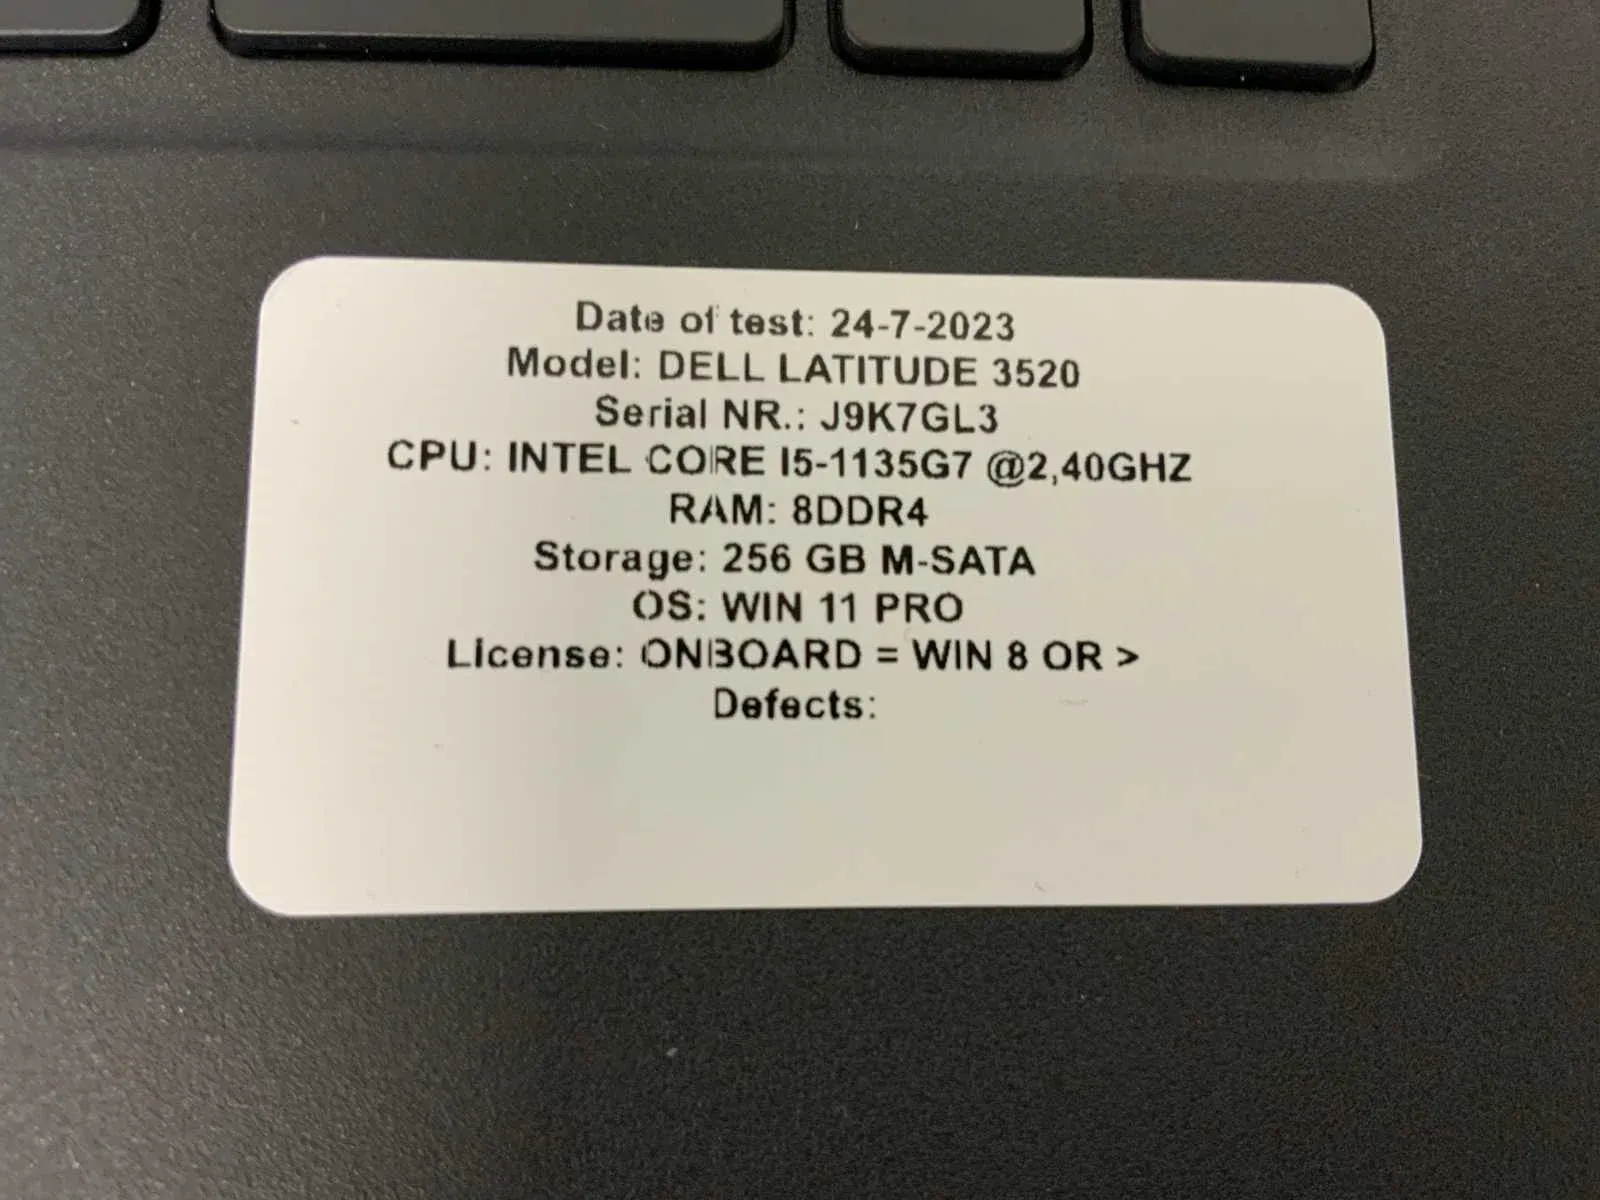 Date of test: 24-7-2023
Model: DELL LATITUDE 3520
Serial NR.: J9K7GL3
CPU: INTEL CORE I5-1135G7 @2,40GHZ
RAM: 8DDR4
Storage: 256 GB M-SATA
OS: WIN 11 PRO
License: ONBOARD = WIN 8 OR >
Defects: